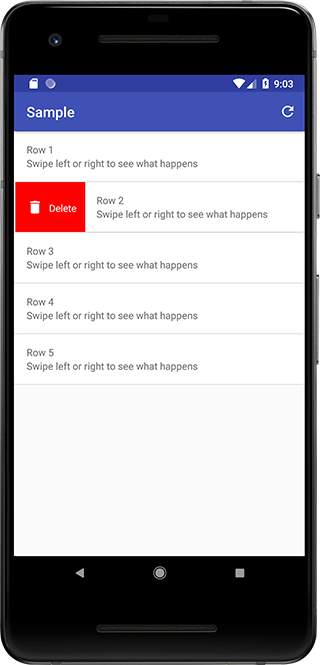 9:03
Sample
Row 1
Swipe left or right to see what happens
Delete
Row 2
Swipe left or right to see what happens
Row 3
Swipe left or right to see what happens
Row 4
Swipe left or right to see what happens
Row 5
Swipe left or right to see what happens